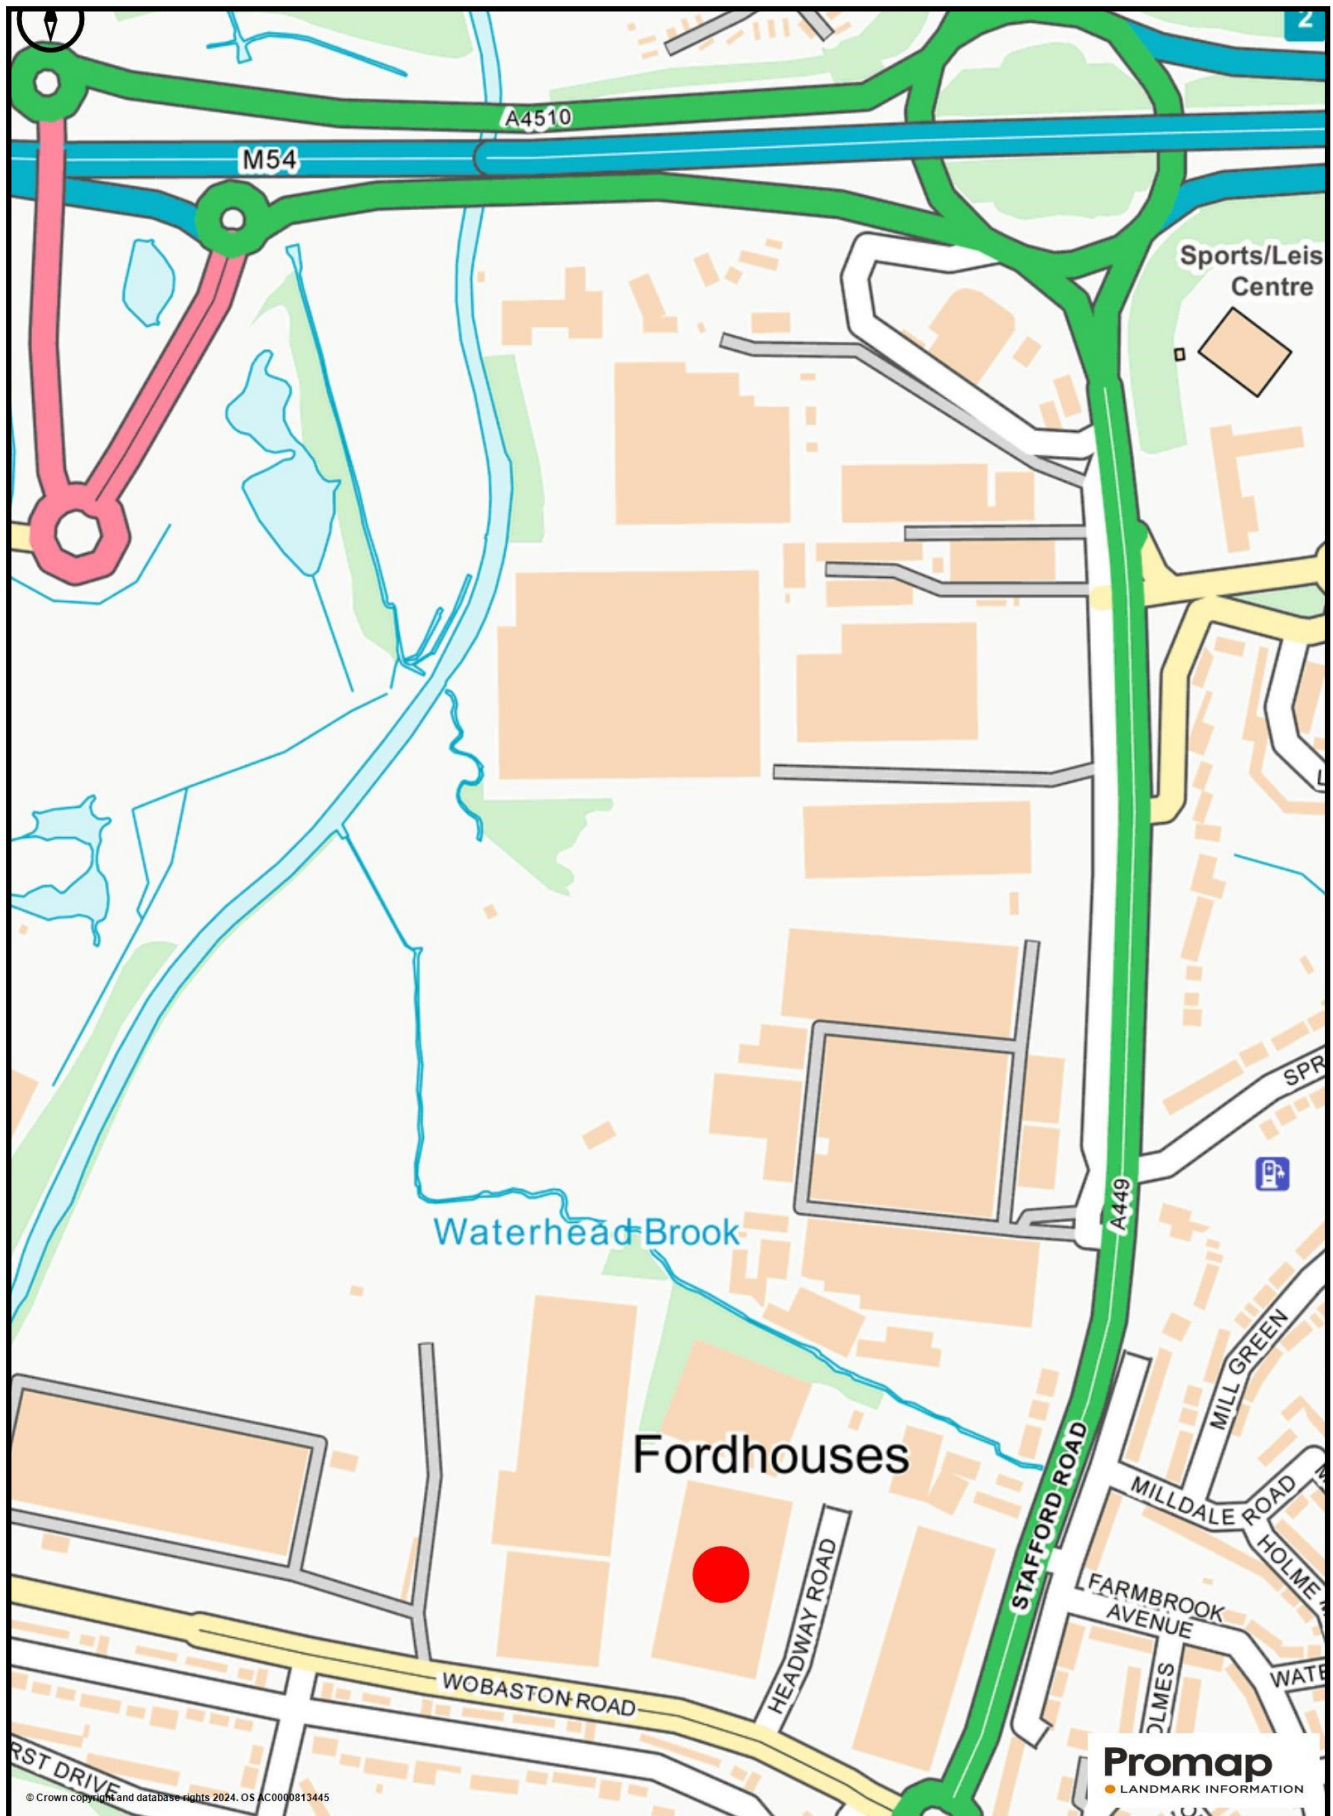 2
A4510
M54
Sports/Leis
Centre
SPR
A449
Waterhead Brook
MILL GREEN
Fordhouses
STAFFORD ROAD
MILLDALE ROAD
HOLME
HEADWAY ROAD
FARMBROOK
AVENUE
WATE
OLMES
WOBASTON ROAD
RST DRIVE
Promap
LANDMARK INFORMATION
© Crown copyright and database rights 2024. OS AC0000813445